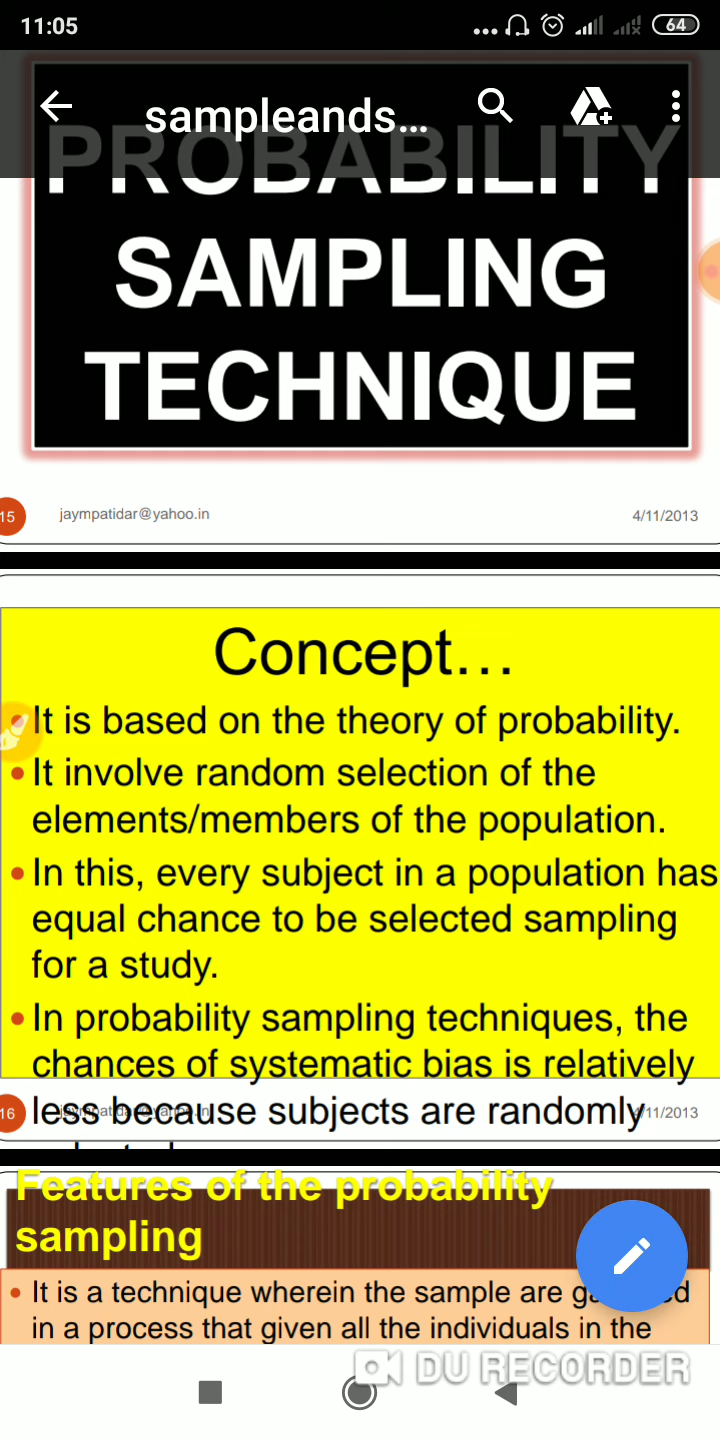 11:05
64
sampleands...
PROBABILITY
SAMPLING
TECHNIQUE
15
jaympatidar@yahoo.in
4/11/2013
Concept...
•It is based on the theory of probability.
•It involve random selection of the
elements/members of the population.
•In this, every subject in a population has
equal chance to be selected sampling
for a study.
•In probability sampling techniques, the
chances of systematic bias is relatively
less because subjects are randomly
16
jaympatidar@yahoo.in
4/11/2013
Features of the probability
sampling
• It is a technique wherein the sample are
in a process that given all the individuals in the
DU RECORDER